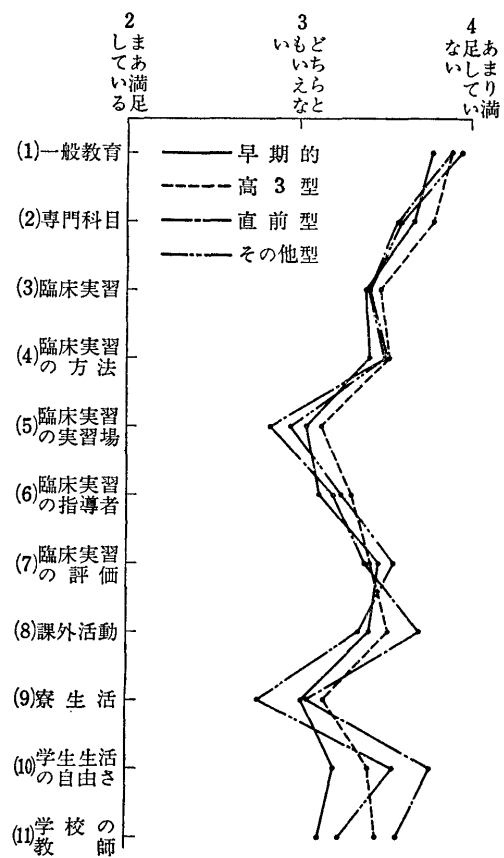 2
まあ満足
している
3
どちらと
もいえな
い
4
あまり満
足してい
ない
(1)一般教育
(2)専門科目
(3)臨床実習
(4)臨床実習
の方法
(5)臨床実習
の実習場
(6)臨床実習
の指導者
(7)臨床実習
の評価
(8)課外活動
(9)寮生活
(10)学生生活
の自由さ
(11)学校の
教師
早期的
高3型
直前型
その他型